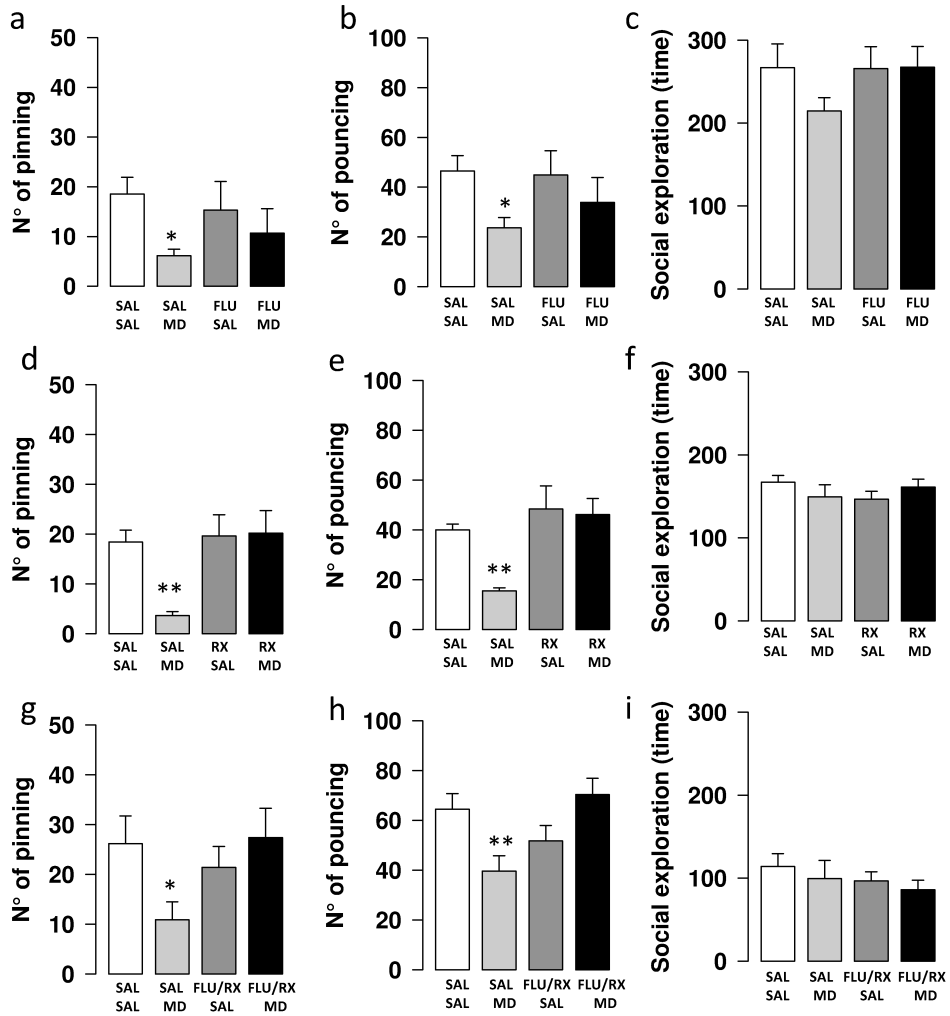 a
N° of pinning
50
40
30
20
10
0
*
SAL SAL FLU FLU
SAL MD SAL MD
b
N° of pouncing
100
80
60
40
20
0
*
SAL SAL FLU FLU
SAL MD SAL MD
c
Social exploration (time)
300
200
100
0
SAL SAL FLU FLU
SAL MD SAL MD
d
N° of pinning
50
40
30
20
10
0
**
SAL SAL RX RX
SAL MD SAL MD
e
N° of pouncing
100
80
60
40
20
0
**
SAL SAL RX RX
SAL MD SAL MD
f
Social exploration (time)
300
200
100
0
SAL SAL RX RX
SAL MD SAL MD
g
N° of pinning
50
40
30
20
10
0
*
SAL SAL FLU/RX FLU/RX
SAL MD SAL MD
h
N° of pouncing
100
80
60
40
20
0
**
SAL SAL FLU/RX FLU/RX
SAL MD SAL MD
i
Social exploration (time)
300
200
100
0
SAL SAL FLU/RX FLU/RX
SAL MD SAL MD